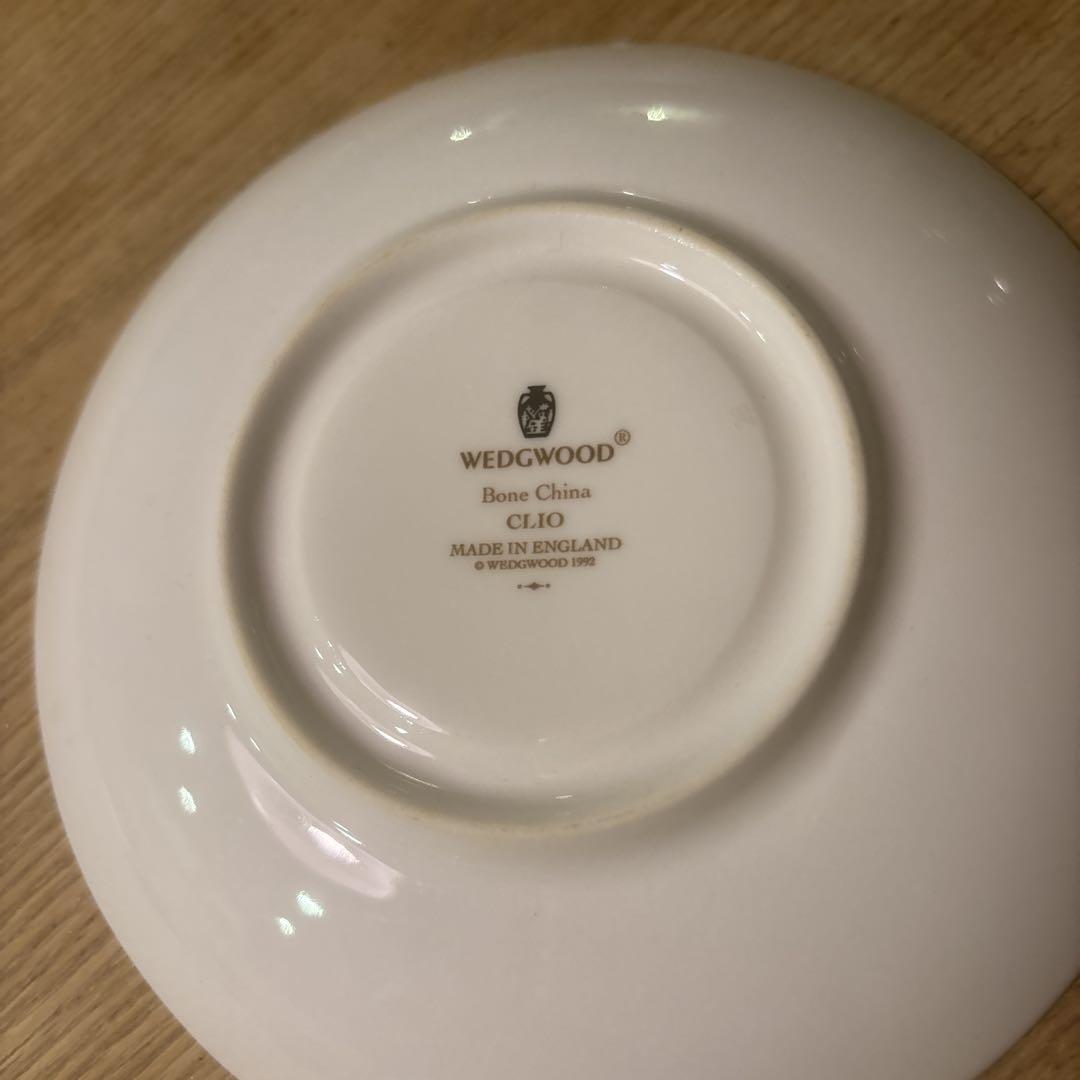 WEDGWOOD®
Bone China
CLIO
MADE IN ENGLAND
© WEDGWOOD 1992